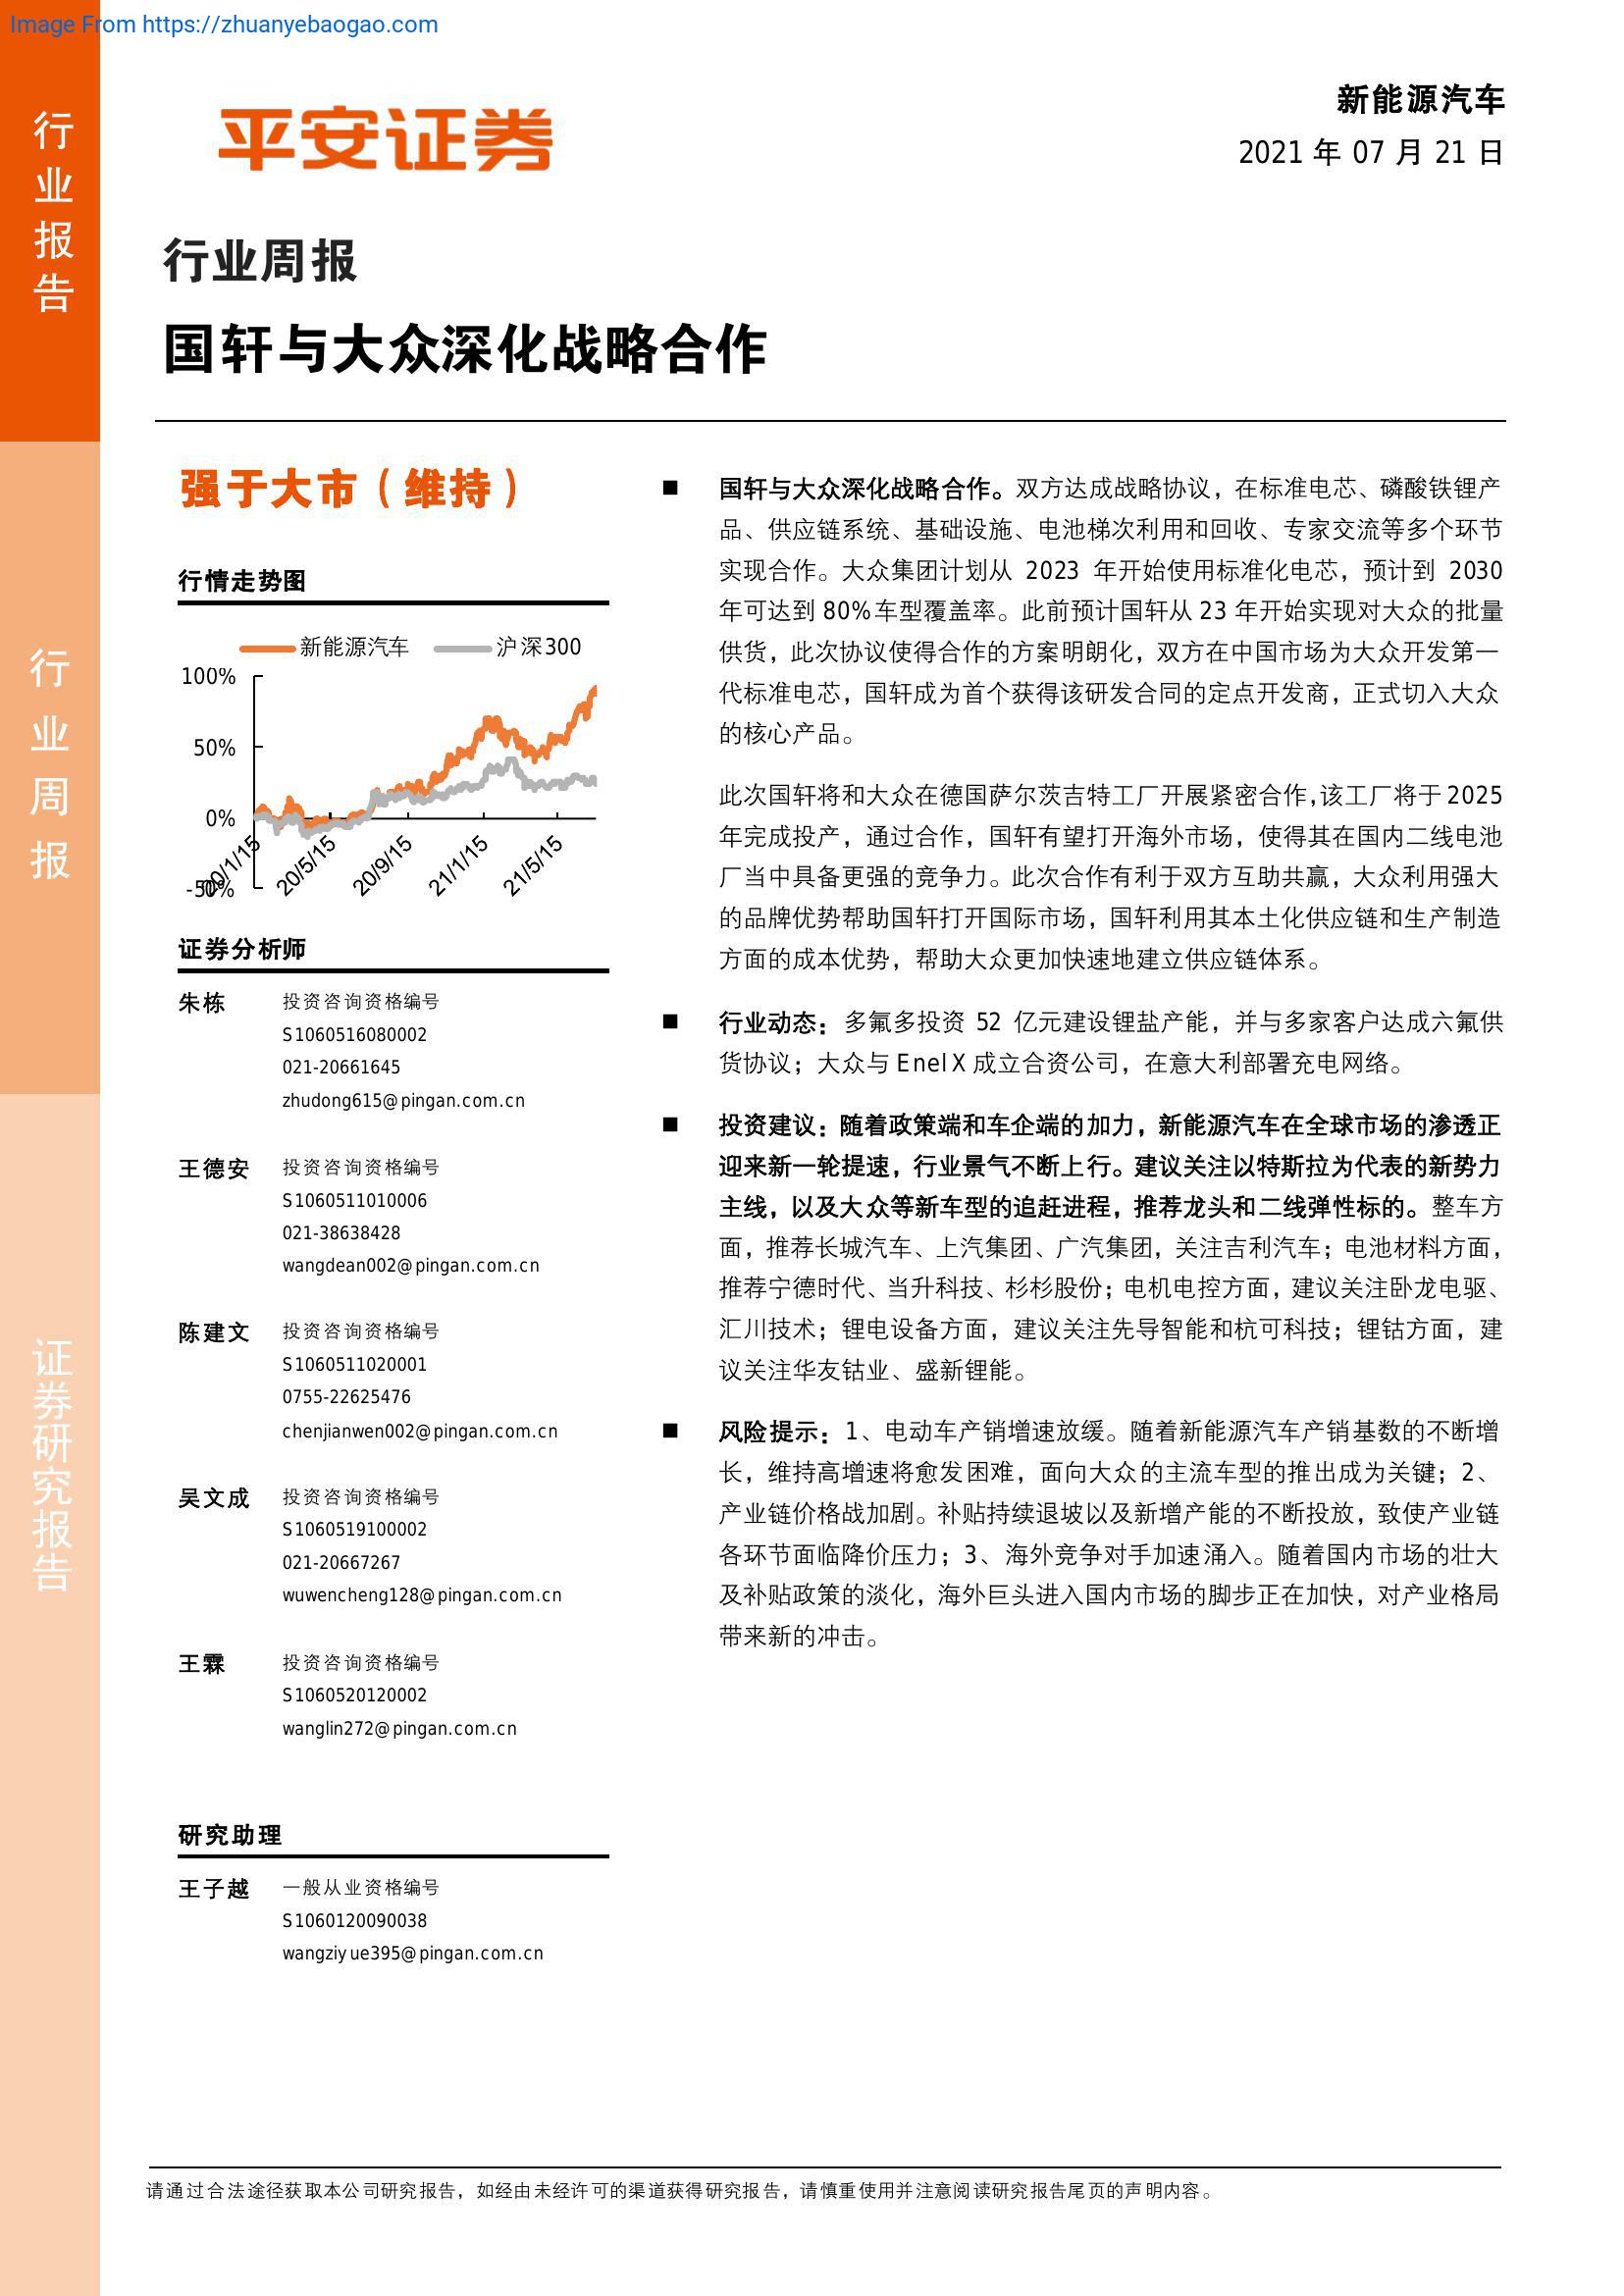 Image From https://zhuanyebaogao.com
行业报告
行业周报
证券研究报告
平安证券
新能源汽车
2021 年 07 月 21 日
行业周报
国轩与大众深化战略合作
强于大市（维持）
行情走势图
新能源汽车 沪深300
100%
50%
0%
-50%
20/1/15 20/5/15 20/9/15 21/1/15 21/5/15
证券分析师
朱栋 投资咨询资格编号
S1060516080002
021-20661645
zhudong615@pingan.com.cn
王德安 投资咨询资格编号
S1060511010006
021-38638428
wangdean002@pingan.com.cn
陈建文 投资咨询资格编号
S1060511020001
0755-22625476
chenjianwen002@pingan.com.cn
吴文成 投资咨询资格编号
S1060519100002
021-20667267
wuwencheng128@pingan.com.cn
王霖 投资咨询资格编号
S1060520120002
wanglin272@pingan.com.cn
研究助理
王子越 一般从业资格编号
S1060120090038
wangziyue395@pingan.com.cn
■ 国轩与大众深化战略合作。双方达成战略协议，在标准电芯、磷酸铁锂产
品、供应链系统、基础设施、电池梯次利用和回收、专家交流等多个环节
实现合作。大众集团计划从 2023 年开始使用标准化电芯，预计到 2030
年可达到 80%车型覆盖率。此前预计国轩从 23 年开始实现对大众的批量
供货，此次协议使得合作的方案明朗化，双方在中国市场为大众开发第一
代标准电芯，国轩成为首个获得该研发合同的定点开发商，正式切入大众
的核心产品。
此次国轩将和大众在德国萨尔茨吉特工厂开展紧密合作,该工厂将于 2025
年完成投产，通过合作，国轩有望打开海外市场，使得其在国内二线电池
厂当中具备更强的竞争力。此次合作有利于双方互助共赢，大众利用强大
的品牌优势帮助国轩打开国际市场，国轩利用其本土化供应链和生产制造
方面的成本优势，帮助大众更加快速地建立供应链体系。
■ 行业动态：多氟多投资 52 亿元建设锂盐产能，并与多家客户达成六氟供
货协议；大众与 Enel X 成立合资公司，在意大利部署充电网络。
■ 投资建议：随着政策端和车企端的加力，新能源汽车在全球市场的渗透正
迎来新一轮提速，行业景气不断上行。建议关注以特斯拉为代表的新势力
主线，以及大众等新车型的追赶进程，推荐龙头和二线弹性标的。整车方
面，推荐长城汽车、上汽集团、广汽集团，关注吉利汽车；电池材料方面，
推荐宁德时代、当升科技、杉杉股份；电机电控方面，建议关注卧龙电驱、
汇川技术；锂电设备方面，建议关注先导智能和杭可科技；锂钴方面，建
议关注华友钴业、盛新锂能。
■ 风险提示：1、电动车产销增速放缓。随着新能源汽车产销基数的不断增
长，维持高增速将愈发困难，面向大众的主流车型的推出成为关键；2、
产业链价格战加剧。补贴持续退坡以及新增产能的不断投放，致使产业链
各环节面临降价压力；3、海外竞争对手加速涌入。随着国内市场的壮大
及补贴政策的淡化，海外巨头进入国内市场的脚步正在加快，对产业格局
带来新的冲击。
请通过合法途径获取本公司研究报告，如经由未经许可的渠道获得研究报告，请慎重使用并注意阅读研究报告尾页的声明内容。